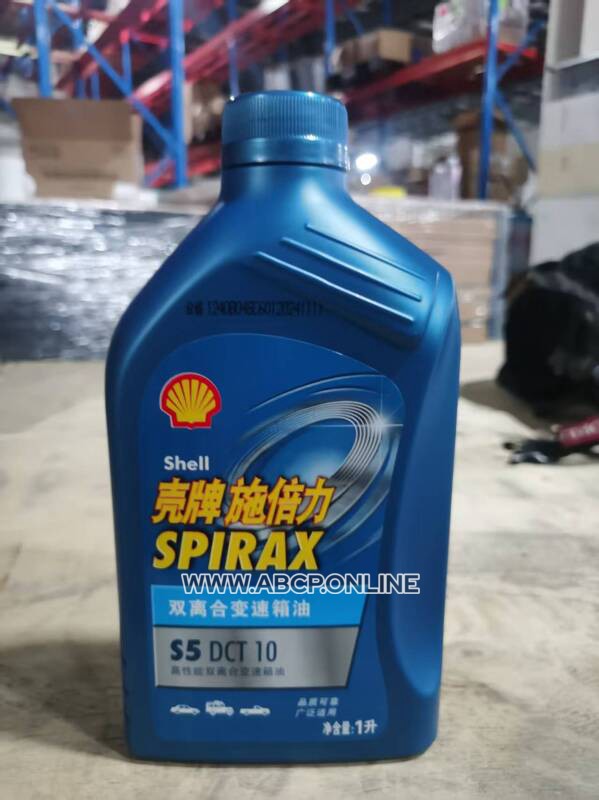 Shell
壳牌 施倍力
SPIRAX
WWW.ABCP.ONLINE
双离合变速箱油
S5 DCT 10
高性能双离合变速箱油
品质可靠
广泛适用
净含量:1升